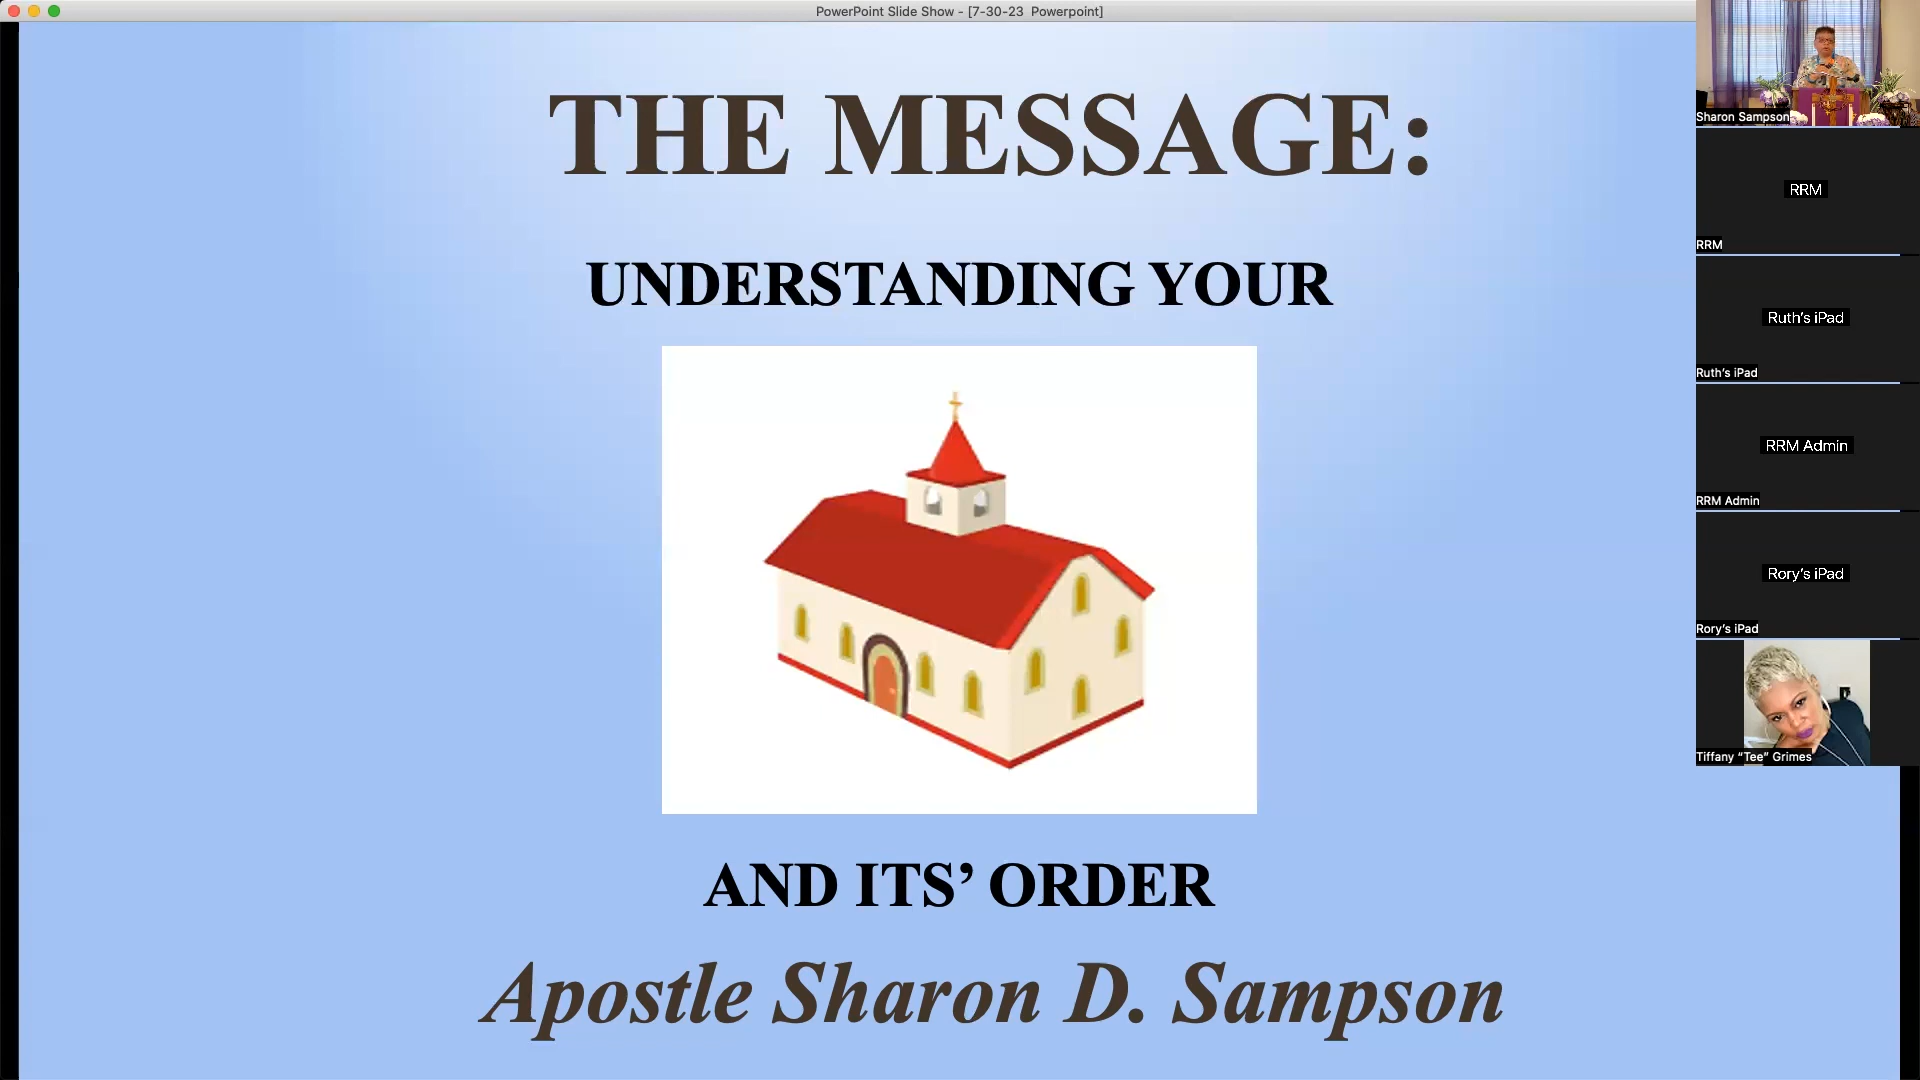 PowerPoint Slide Show - [7-30-23  Powerpoint]
THE MESSAGE:
UNDERSTANDING YOUR
AND ITS’ ORDER
Apostle Sharon D. Sampson
Sharon Sampson
RRM
RRM
Ruth’s iPad
Ruth’s iPad
RRM Admin
RRM Admin
Rory’s iPad
Rory’s iPad
Tiffany “Tee” Grimes